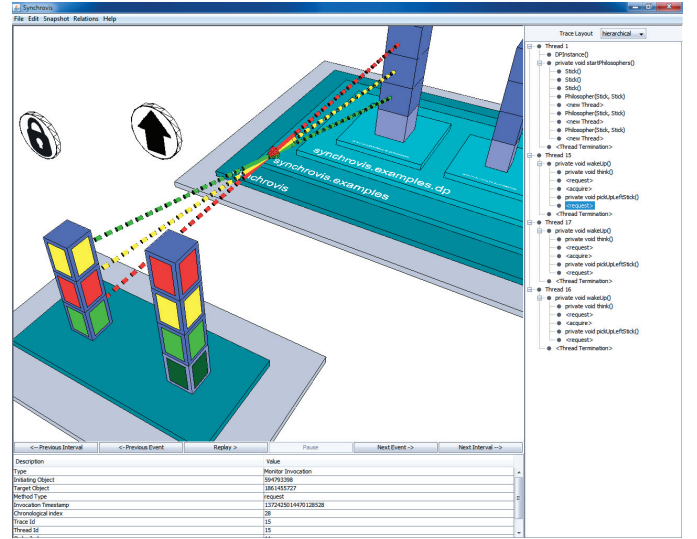 Synchrovis
File Edit Snapshot Relations Help
Trace Layout hierarchical
Thread 1
DPInstance()
private void startPhilosophers()
Stick()
Stick()
Stick()
Philosopher(Stick, Stick)
<new Thread>
Philosopher(Stick, Stick)
<new Thread>
Philosopher(Stick, Stick)
<new Thread>
<Thread Termination>
Thread 15
private void wakeUp()
private void think()
<request>
<acquire>
private void pickUpLeftStick()
<request>
<Thread Termination>
Thread 17
private void wakeUp()
private void think()
<request>
<acquire>
private void pickUpLeftStick()
<request>
<Thread Termination>
Thread 16
private void wakeUp()
private void think()
<request>
<acquire>
private void pickUpLeftStick()
<request>
<Thread Termination>
synchrovis.examples.dp
synchrovis.examples
<-- Previous Interval <- Previous Event Replay > Pause Next Event -> Next Interval -->
Description Value
Type Monitor Invocation
Initiating Object 594793398
Target Object 1861455727
Method Type request
Invocation Timestamp 1372425014470128528
Chronological index 28
Trace Id 15
Thread Id 15